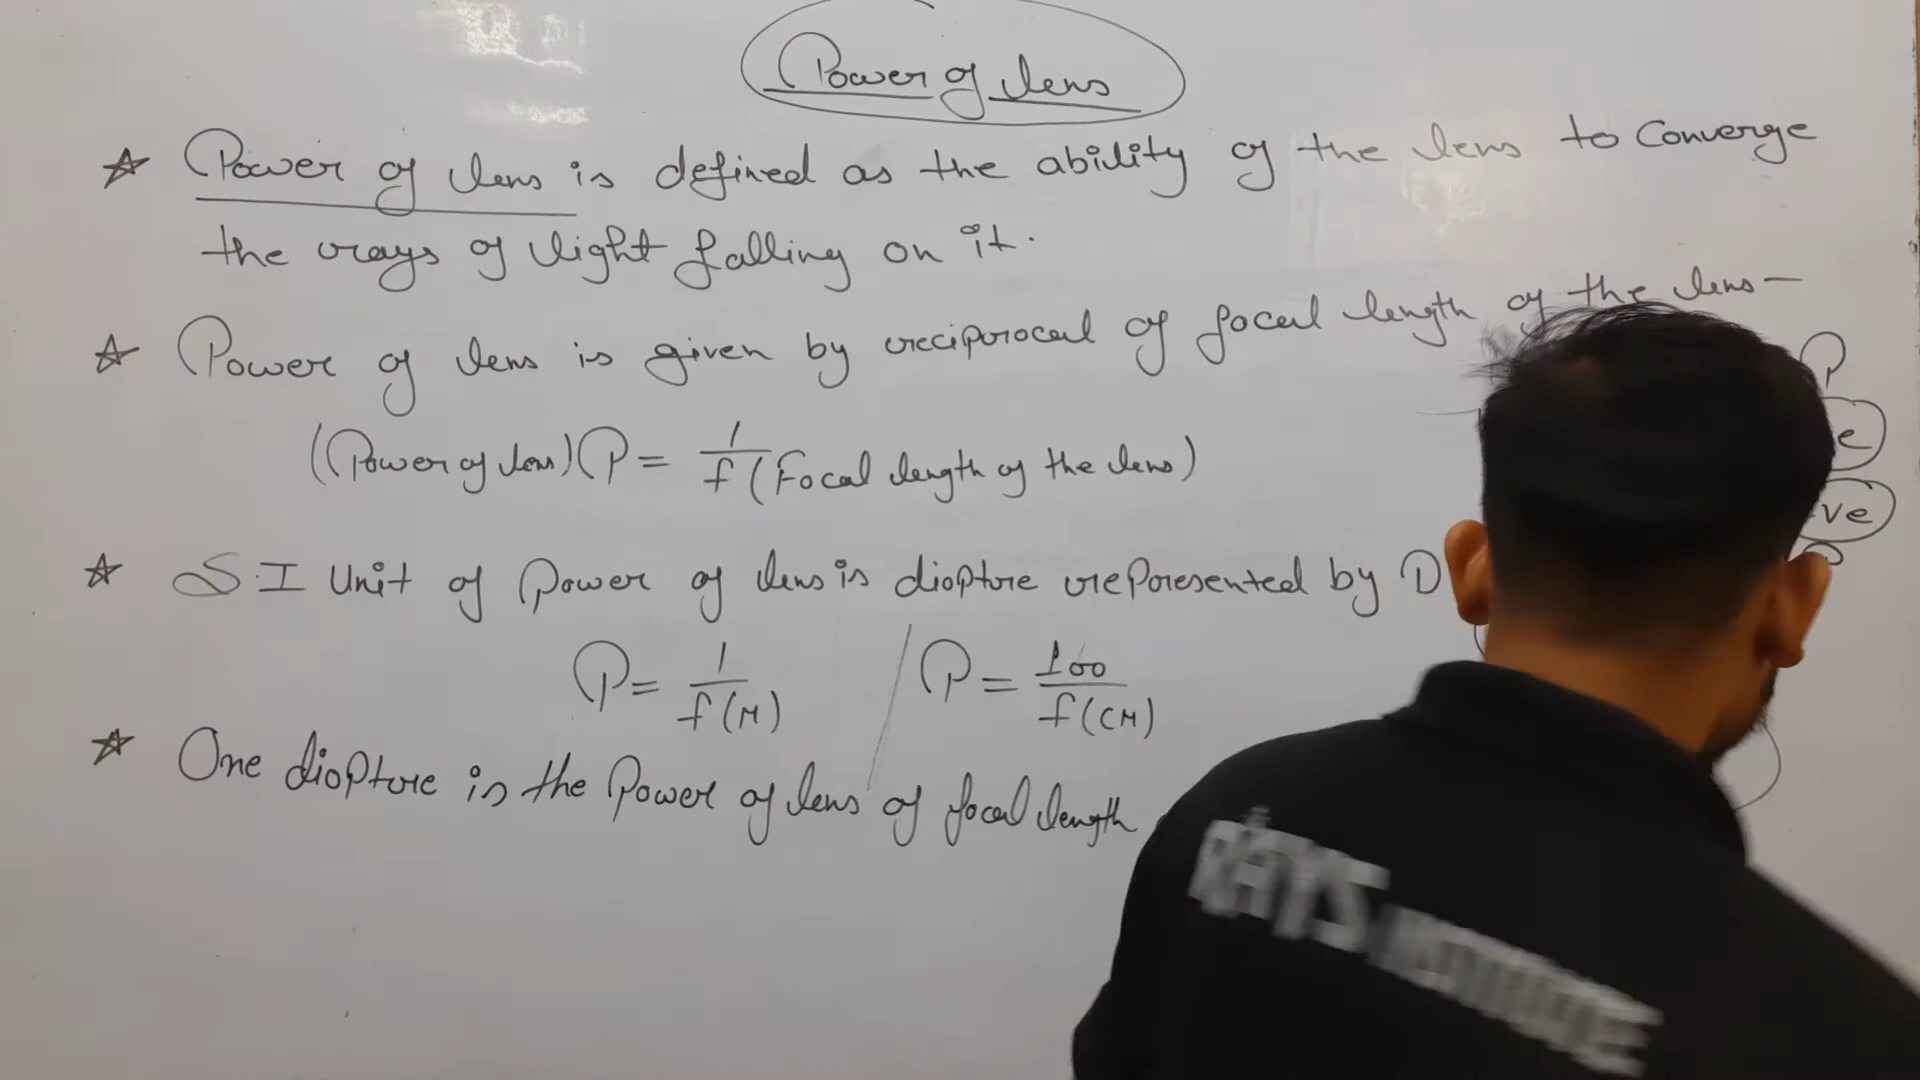 Power of lens
☆ Power of lens is defined as the ability of the lens to Converge
the rays of light falling on it.
☆ Power of lens is given by reciprocal of focal length of the lens—
(Power of lens) P = 1/f (Focal length of the lens)
☆ S.I Unit of Power of lens is dioptre represented by D
P = 1/f(M) / P = 100/f(CM)
☆ One dioptre is the Power of lens of focal length
P
e
ve
RAYS INSTITUTE